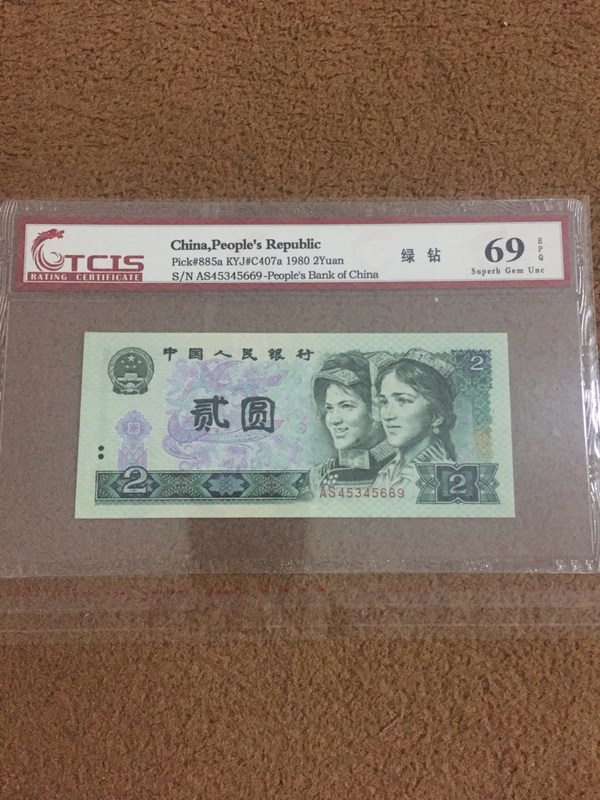 TCIS
RATING CERTIFICATE
China,People's Republic
Pick#885a KYJ#C407a 1980 2Yuan
S/N AS45345669-People's Bank of China
绿 钻
69 EPQ
Superb Gem Unc
中国人民银行
贰圆
2
2
AS45345669
2